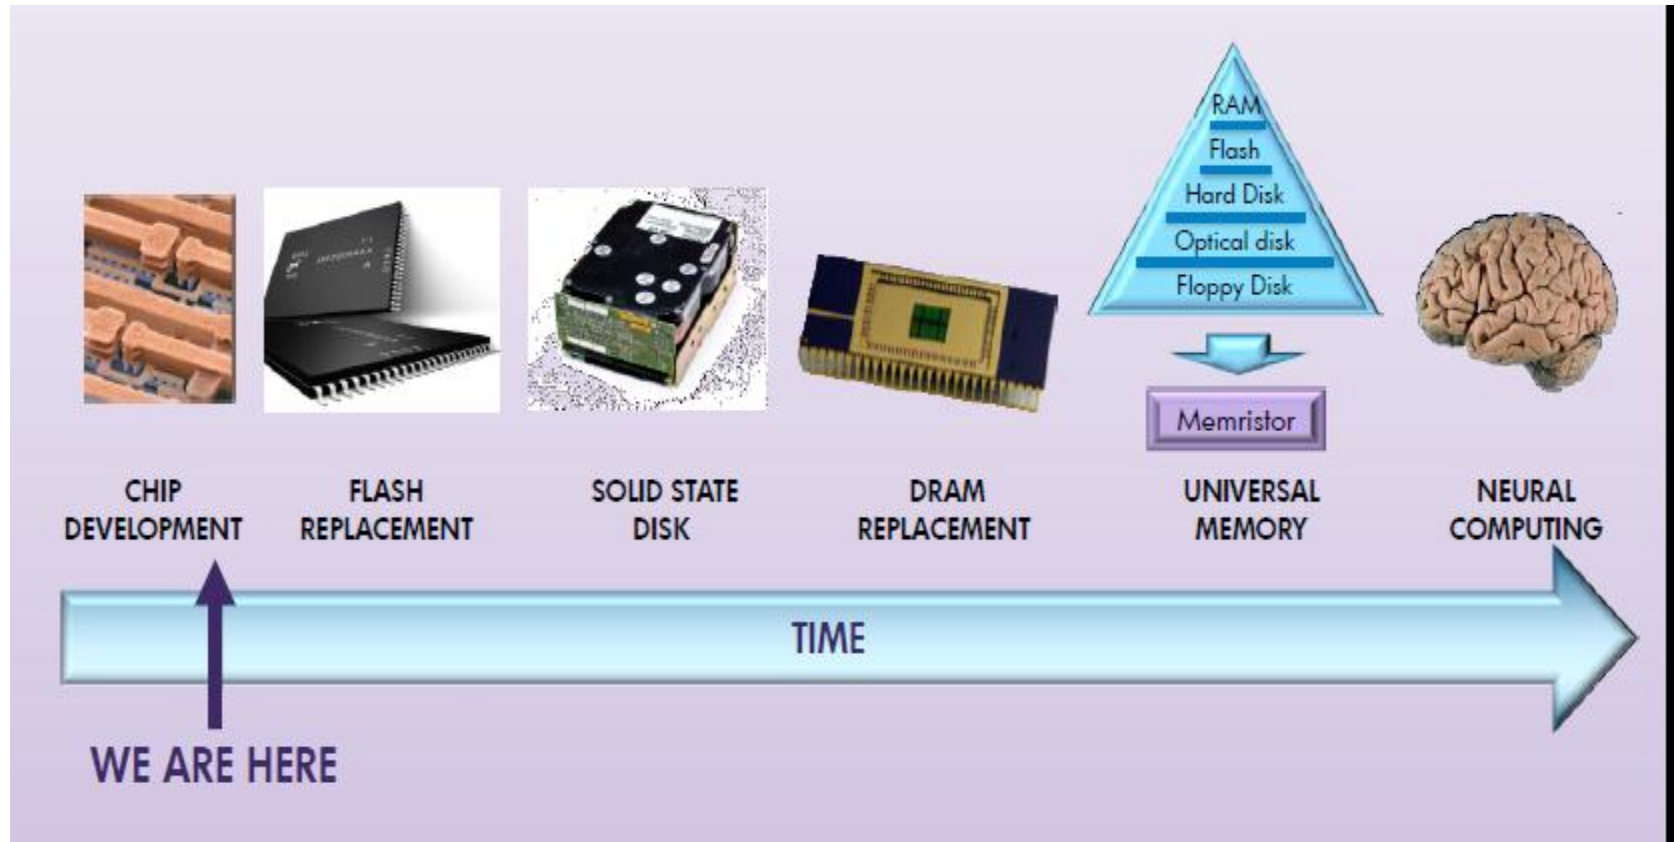 RAM
Flash
Hard Disk
Optical disk
Floppy Disk
Memristor
CHIP
DEVELOPMENT
FLASH
REPLACEMENT
SOLID STATE
DISK
DRAM
REPLACEMENT
UNIVERSAL
MEMORY
NEURAL
COMPUTING
TIME
WE ARE HERE